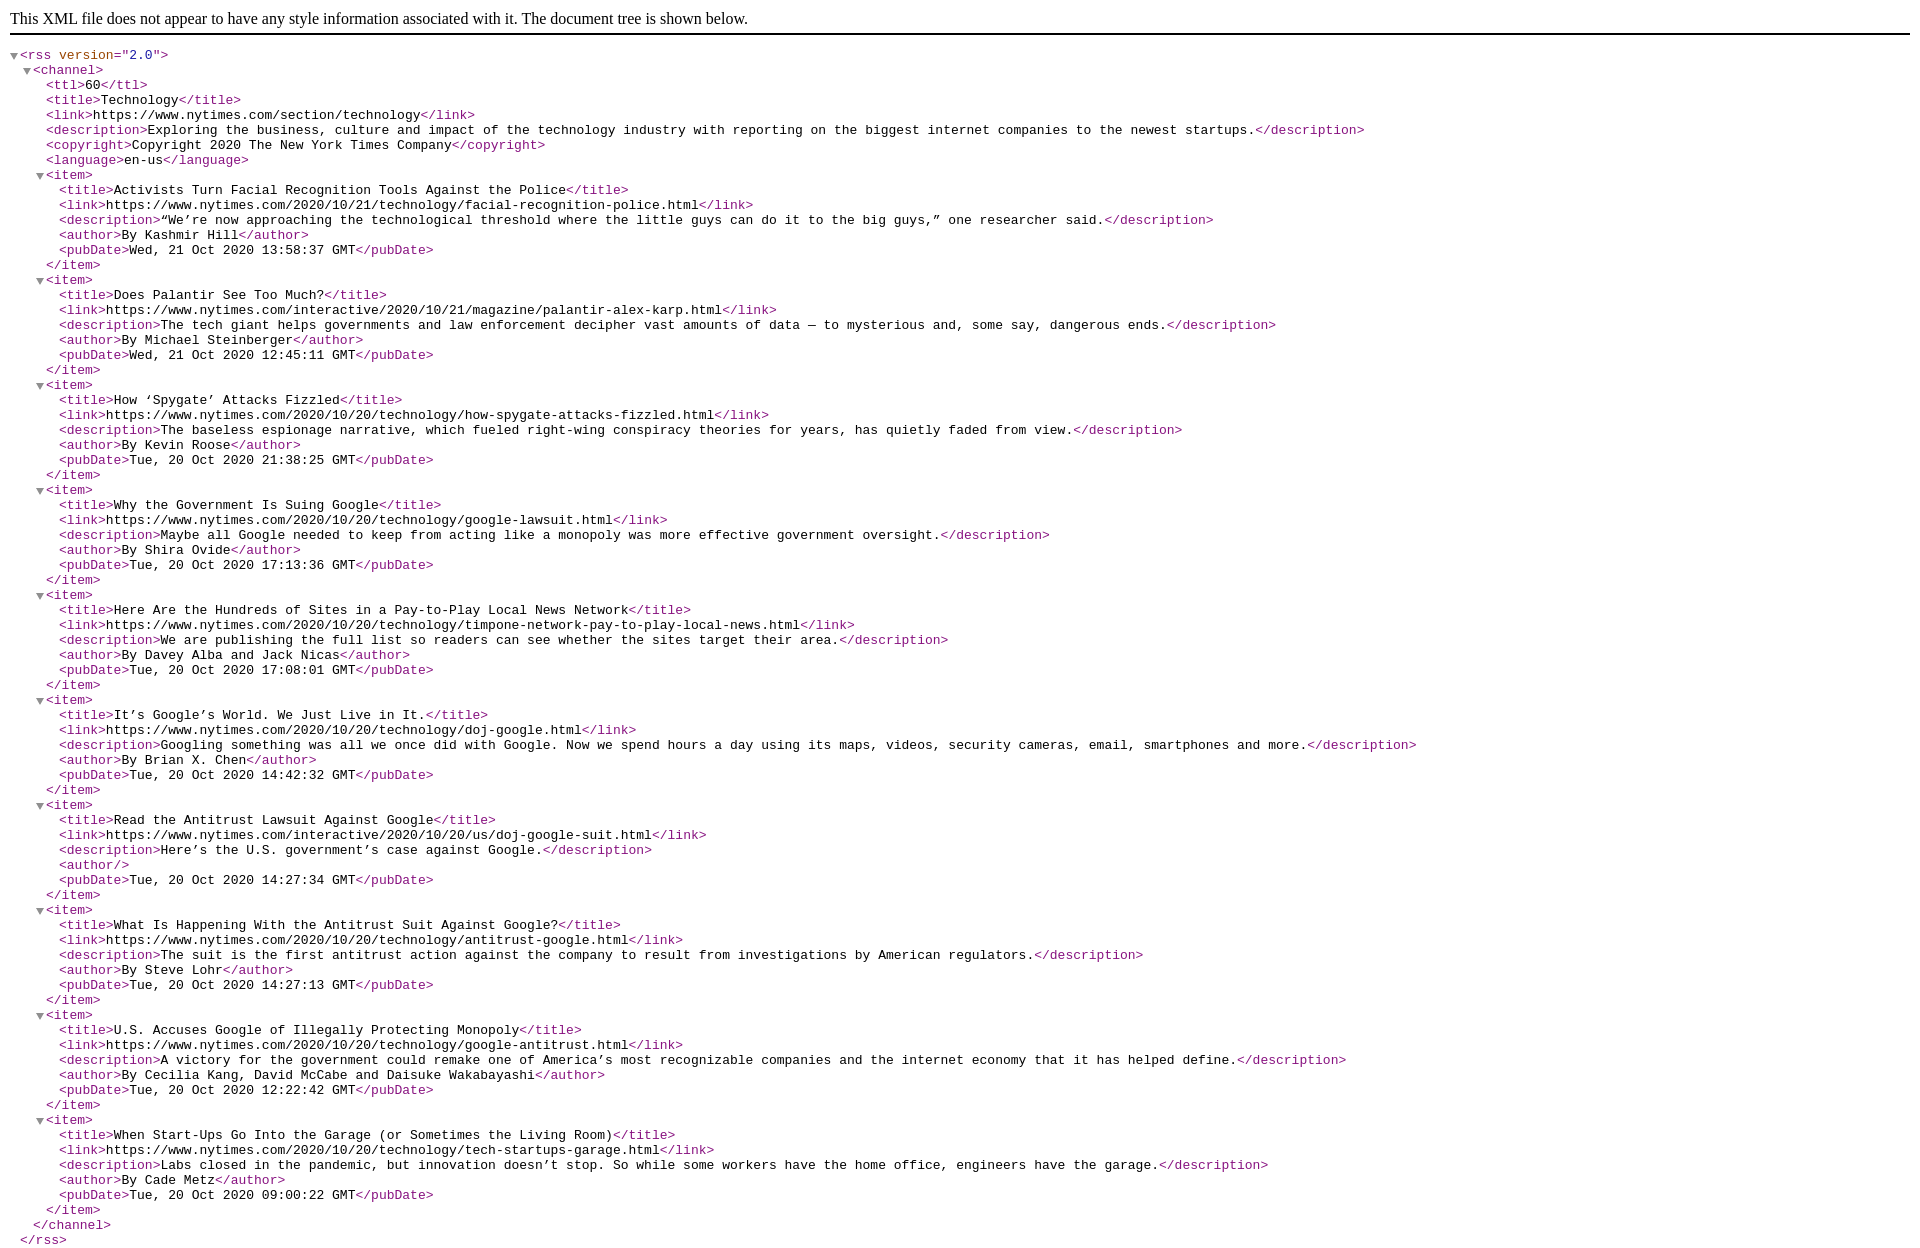 This XML file does not appear to have any style information associated with it. The document tree is shown below.
<rss version="2.0">
<channel>
<ttl>60</ttl>
<title>Technology</title>
<link>https://www.nytimes.com/section/technology</link>
<description>Exploring the business, culture and impact of the technology industry with reporting on the biggest internet companies to the newest startups.</description>
<copyright>Copyright 2020 The New York Times Company</copyright>
<language>en-us</language>
<item>
<title>Activists Turn Facial Recognition Tools Against the Police</title>
<link>https://www.nytimes.com/2020/10/21/technology/facial-recognition-police.html</link>
<description>“We’re now approaching the technological threshold where the little guys can do it to the big guys,” one researcher said.</description>
<author>By Kashmir Hill</author>
<pubDate>Wed, 21 Oct 2020 13:58:37 GMT</pubDate>
</item>
<item>
<title>Does Palantir See Too Much?</title>
<link>https://www.nytimes.com/interactive/2020/10/21/magazine/palantir-alex-karp.html</link>
<description>The tech giant helps governments and law enforcement decipher vast amounts of data — to mysterious and, some say, dangerous ends.</description>
<author>By Michael Steinberger</author>
<pubDate>Wed, 21 Oct 2020 12:45:11 GMT</pubDate>
</item>
<item>
<title>How ‘Spygate’ Attacks Fizzled</title>
<link>https://www.nytimes.com/2020/10/20/technology/how-spygate-attacks-fizzled.html</link>
<description>The baseless espionage narrative, which fueled right-wing conspiracy theories for years, has quietly faded from view.</description>
<author>By Kevin Roose</author>
<pubDate>Tue, 20 Oct 2020 21:38:25 GMT</pubDate>
</item>
<item>
<title>Why the Government Is Suing Google</title>
<link>https://www.nytimes.com/2020/10/20/technology/google-lawsuit.html</link>
<description>Maybe all Google needed to keep from acting like a monopoly was more effective government oversight.</description>
<author>By Shira Ovide</author>
<pubDate>Tue, 20 Oct 2020 17:13:36 GMT</pubDate>
</item>
<item>
<title>Here Are the Hundreds of Sites in a Pay-to-Play Local News Network</title>
<link>https://www.nytimes.com/2020/10/20/technology/timpone-network-pay-to-play-local-news.html</link>
<description>We are publishing the full list so readers can see whether the sites target their area.</description>
<author>By Davey Alba and Jack Nicas</author>
<pubDate>Tue, 20 Oct 2020 17:08:01 GMT</pubDate>
</item>
<item>
<title>It’s Google’s World. We Just Live in It.</title>
<link>https://www.nytimes.com/2020/10/20/technology/doj-google.html</link>
<description>Googling something was all we once did with Google. Now we spend hours a day using its maps, videos, security cameras, email, smartphones and more.</description>
<author>By Brian X. Chen</author>
<pubDate>Tue, 20 Oct 2020 14:42:32 GMT</pubDate>
</item>
<item>
<title>Read the Antitrust Lawsuit Against Google</title>
<link>https://www.nytimes.com/interactive/2020/10/20/us/doj-google-suit.html</link>
<description>Here’s the U.S. government’s case against Google.</description>
<author/>
<pubDate>Tue, 20 Oct 2020 14:27:34 GMT</pubDate>
</item>
<item>
<title>What Is Happening With the Antitrust Suit Against Google?</title>
<link>https://www.nytimes.com/2020/10/20/technology/antitrust-google.html</link>
<description>The suit is the first antitrust action against the company to result from investigations by American regulators.</description>
<author>By Steve Lohr</author>
<pubDate>Tue, 20 Oct 2020 14:27:13 GMT</pubDate>
</item>
<item>
<title>U.S. Accuses Google of Illegally Protecting Monopoly</title>
<link>https://www.nytimes.com/2020/10/20/technology/google-antitrust.html</link>
<description>A victory for the government could remake one of America’s most recognizable companies and the internet economy that it has helped define.</description>
<author>By Cecilia Kang, David McCabe and Daisuke Wakabayashi</author>
<pubDate>Tue, 20 Oct 2020 12:22:42 GMT</pubDate>
</item>
<item>
<title>When Start-Ups Go Into the Garage (or Sometimes the Living Room)</title>
<link>https://www.nytimes.com/2020/10/20/technology/tech-startups-garage.html</link>
<description>Labs closed in the pandemic, but innovation doesn’t stop. So while some workers have the home office, engineers have the garage.</description>
<author>By Cade Metz</author>
<pubDate>Tue, 20 Oct 2020 09:00:22 GMT</pubDate>
</item>
</channel>
</rss>